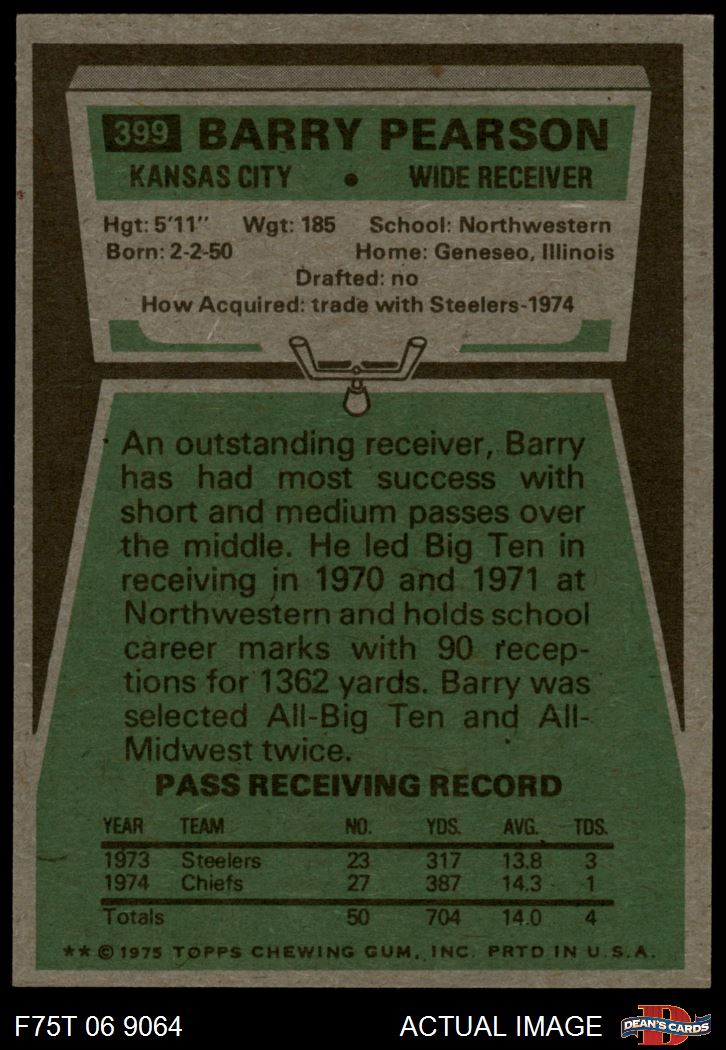 399 BARRY PEARSON
KANSAS CITY • WIDE RECEIVER
Hgt: 5'11" Wgt: 185 School: Northwestern
Born: 2-2-50 Home: Geneseo, Illinois
Drafted: no
How Acquired: trade with Steelers-1974
An outstanding receiver, Barry
has had most success with
short and medium passes over
the middle. He led Big Ten in
receiving in 1970 and 1971 at
Northwestern and holds school
career marks with 90 recep-
tions for 1362 yards. Barry was
selected All-Big Ten and All-
Midwest twice.
PASS RECEIVING RECORD
YEAR TEAM NO. YDS. AVG. TDS.
1973 Steelers 23 317 13.8 3
1974 Chiefs 27 387 14.3 1
Totals 50 704 14.0 4
** © 1975 TOPPS CHEWING GUM, INC. PRTD IN U.S.A.
F75T 06 9064 ACTUAL IMAGE DEAN'S CARDS